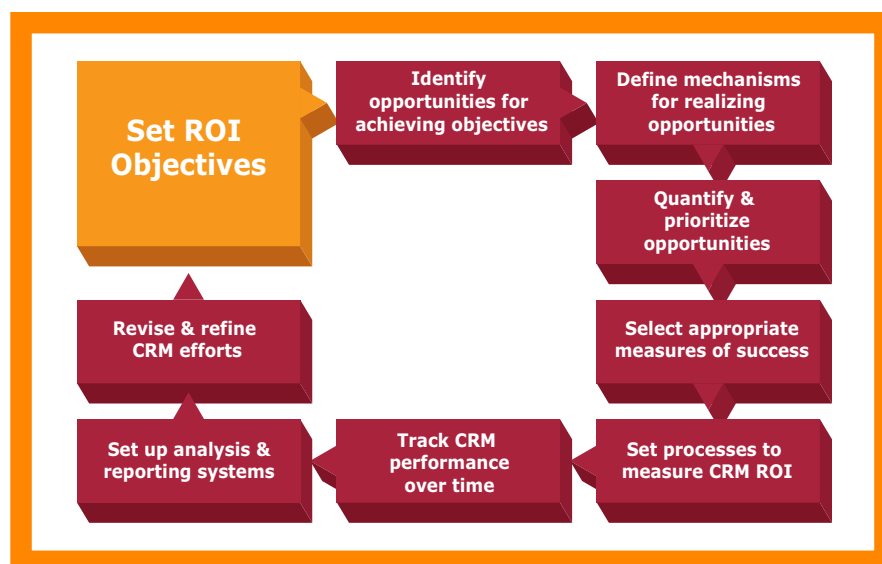 Set ROI
Objectives
Identify
opportunities for
achieving objectives
Define mechanisms
for realizing
opportunities
Quantify &
prioritize
opportunities
Select appropriate
measures of success
Set processes to
measure CRM ROI
Track CRM
performance
over time
Set up analysis &
reporting systems
Revise & refine
CRM efforts